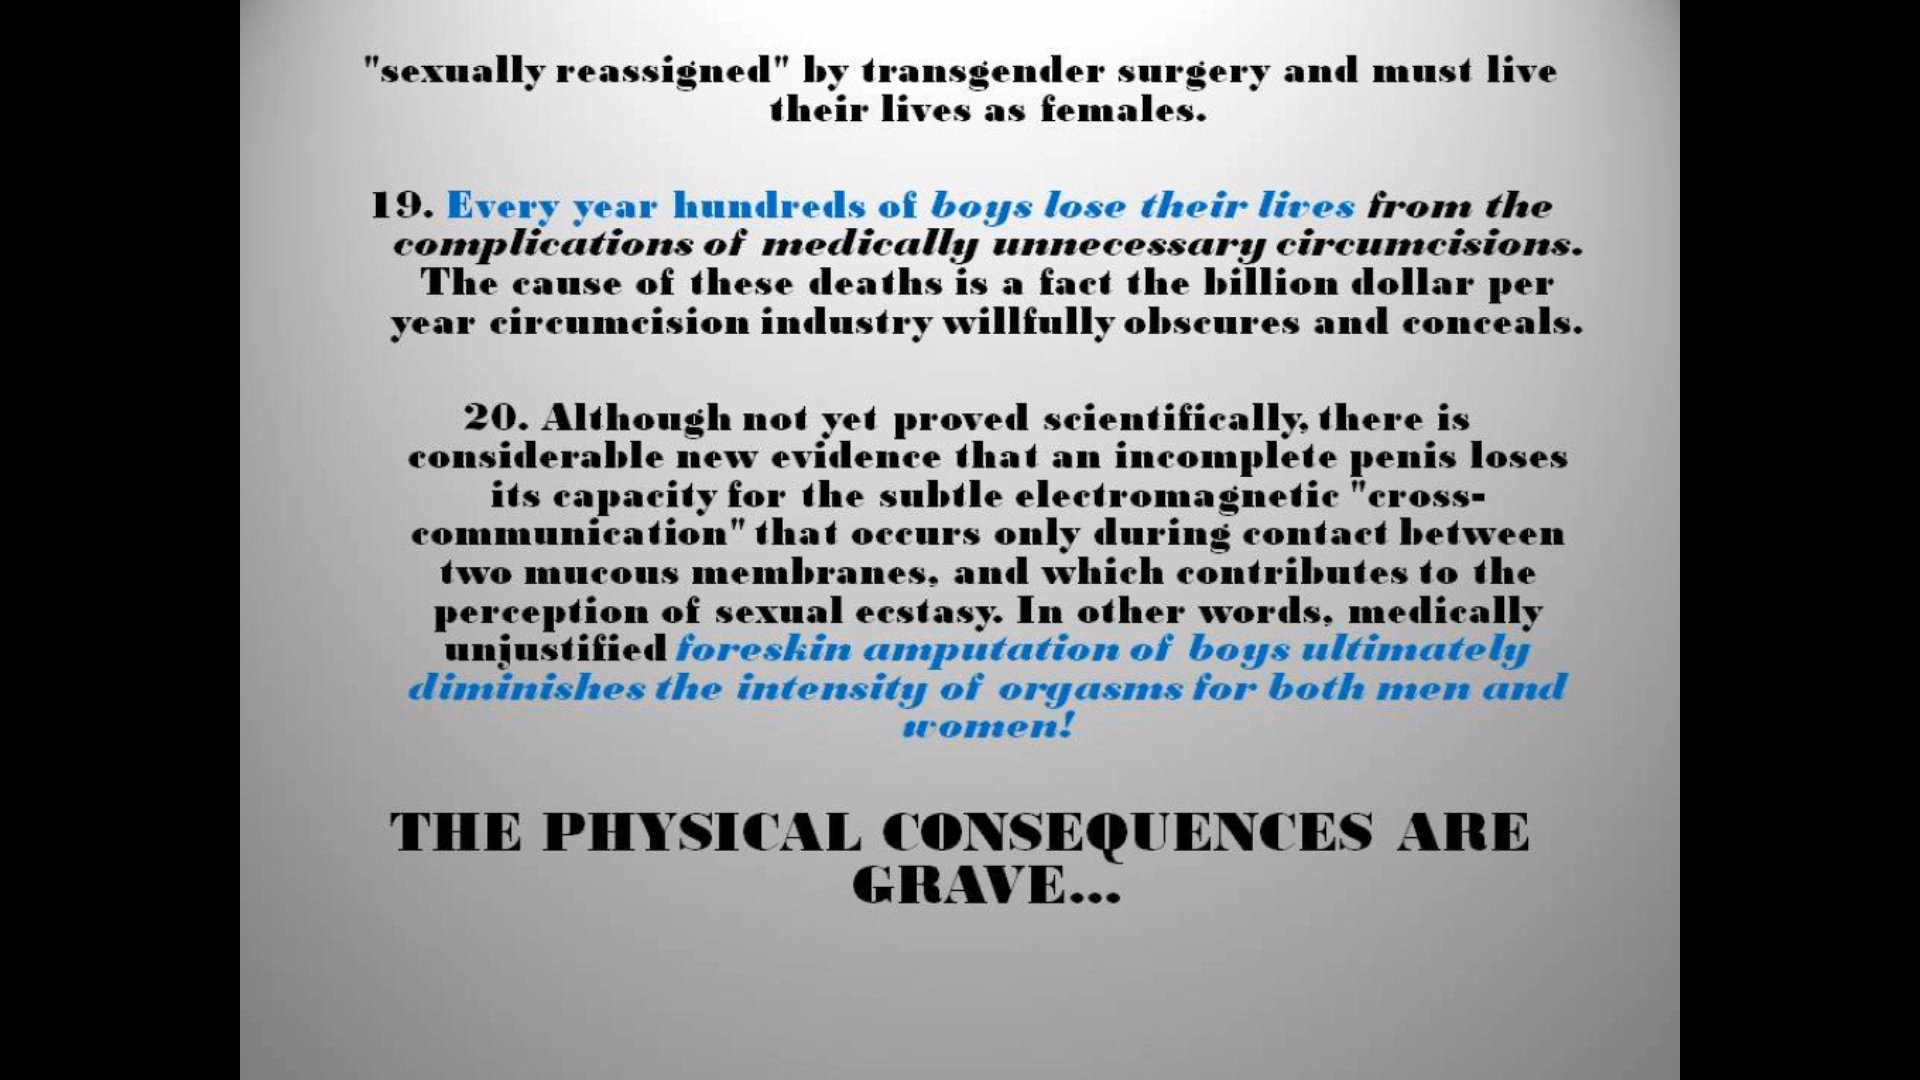 "sexually reassigned" by transgender surgery and must live
their lives as females.
19. Every year hundreds of boys lose their lives from the
complications of medically unnecessary circumcisions.
The cause of these deaths is a fact the billion dollar per
year circumcision industry willfully obscures and conceals.
20. Although not yet proved scientifically, there is
considerable new evidence that an incomplete penis loses
its capacity for the subtle electromagnetic "cross-
communication" that occurs only during contact between
two mucous membranes, and which contributes to the
perception of sexual ecstasy. In other words, medically
unjustified foreskin amputation of boys ultimately
diminishes the intensity of orgasms for both men and
women!
THE PHYSICAL CONSEQUENCES ARE
GRAVE...